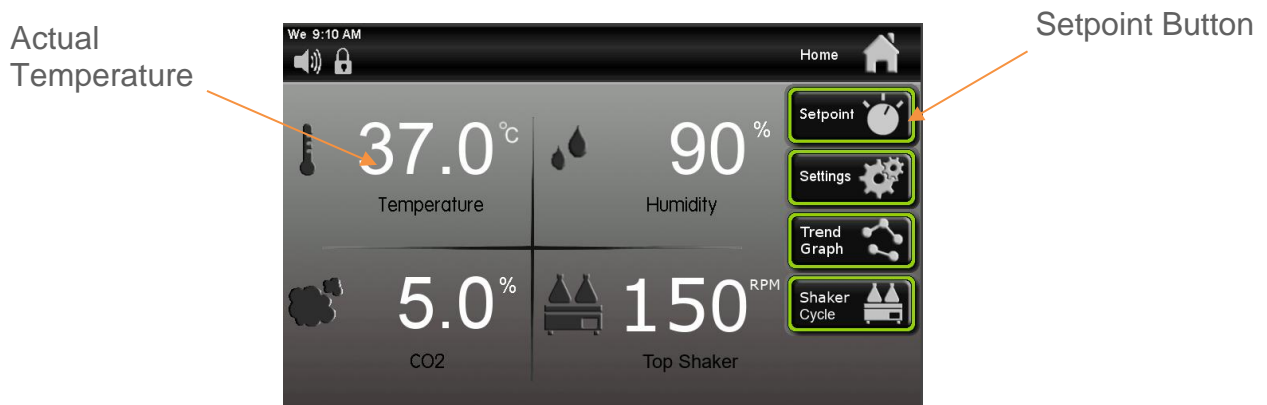 Actual
Temperature
Setpoint Button
We 9:10 AM
Home
37.0 °C
Temperature
90 %
Humidity
5.0 %
CO2
150 RPM
Top Shaker
Setpoint
Settings
Trend
Graph
Shaker
Cycle